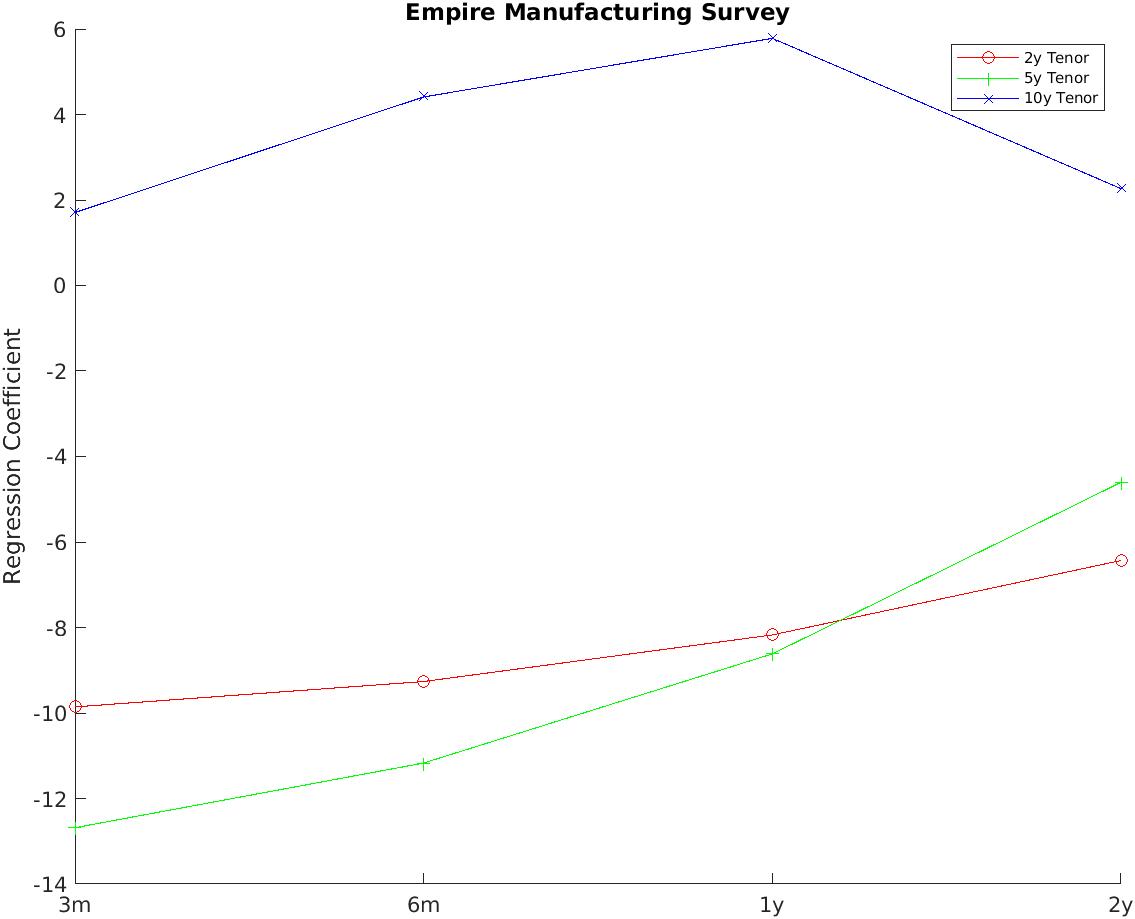 Empire Manufacturing Survey
6
4
2
0
-2
-4
-6
-8
-10
-12
-14
Regression Coefficient
3m
6m
1y
2y
2y Tenor
5y Tenor
10y Tenor